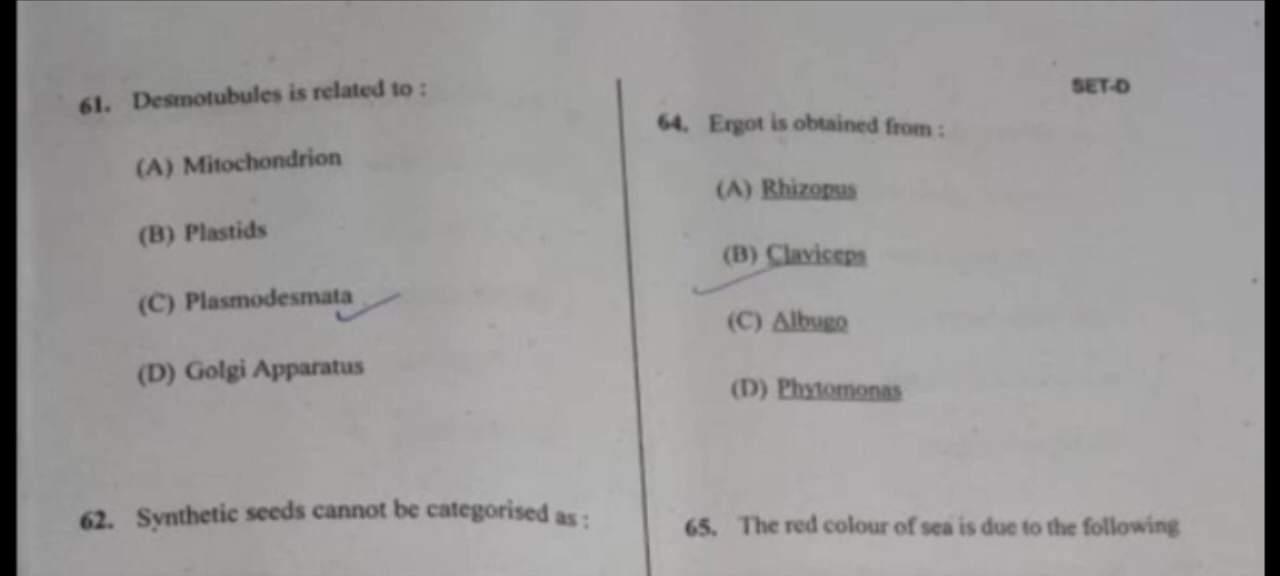 61. Desmotubules is related to :
(A) Mitochondrion
(B) Plastids
(C) Plasmodesmata
(D) Golgi Apparatus
62. Synthetic seeds cannot be categorised as :
SET-D
64. Ergot is obtained from :
(A) Rhizopus
(B) Claviceps
(C) Albugo
(D) Phytomonas
65. The red colour of sea is due to the following